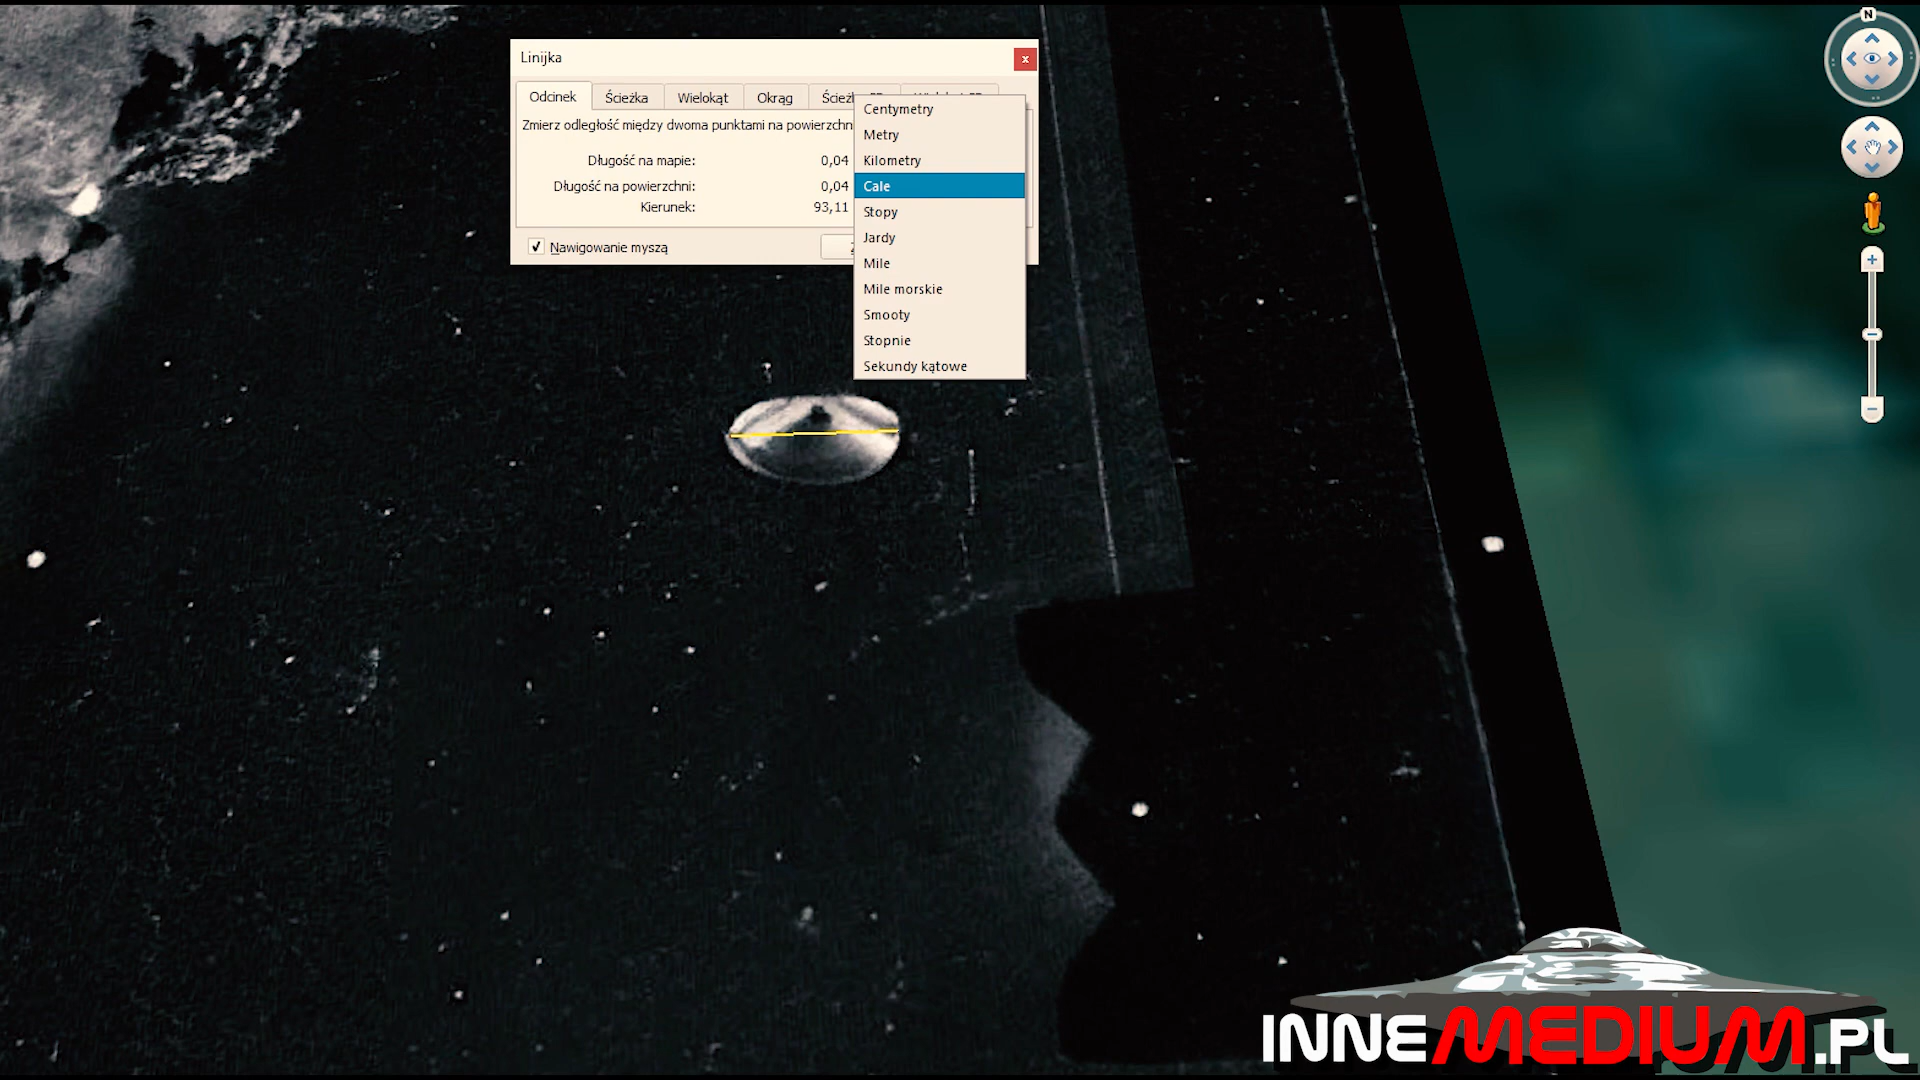 N
Linijka
x
Odcinek Ścieżka Wielokąt Okrąg
Zmierz odległość między dwoma punktami na
Długość na mapie: 0,04
Długość na powierzchni: 0,04
Kierunek: 93,11
Nawigowanie myszą
Centymetry
Metry
Kilometry
Cale
Stopy
Jardy
Mile
Mile morskie
Smooty
Stopnie
Sekundy kątowe
INNEMEDIUM.PL